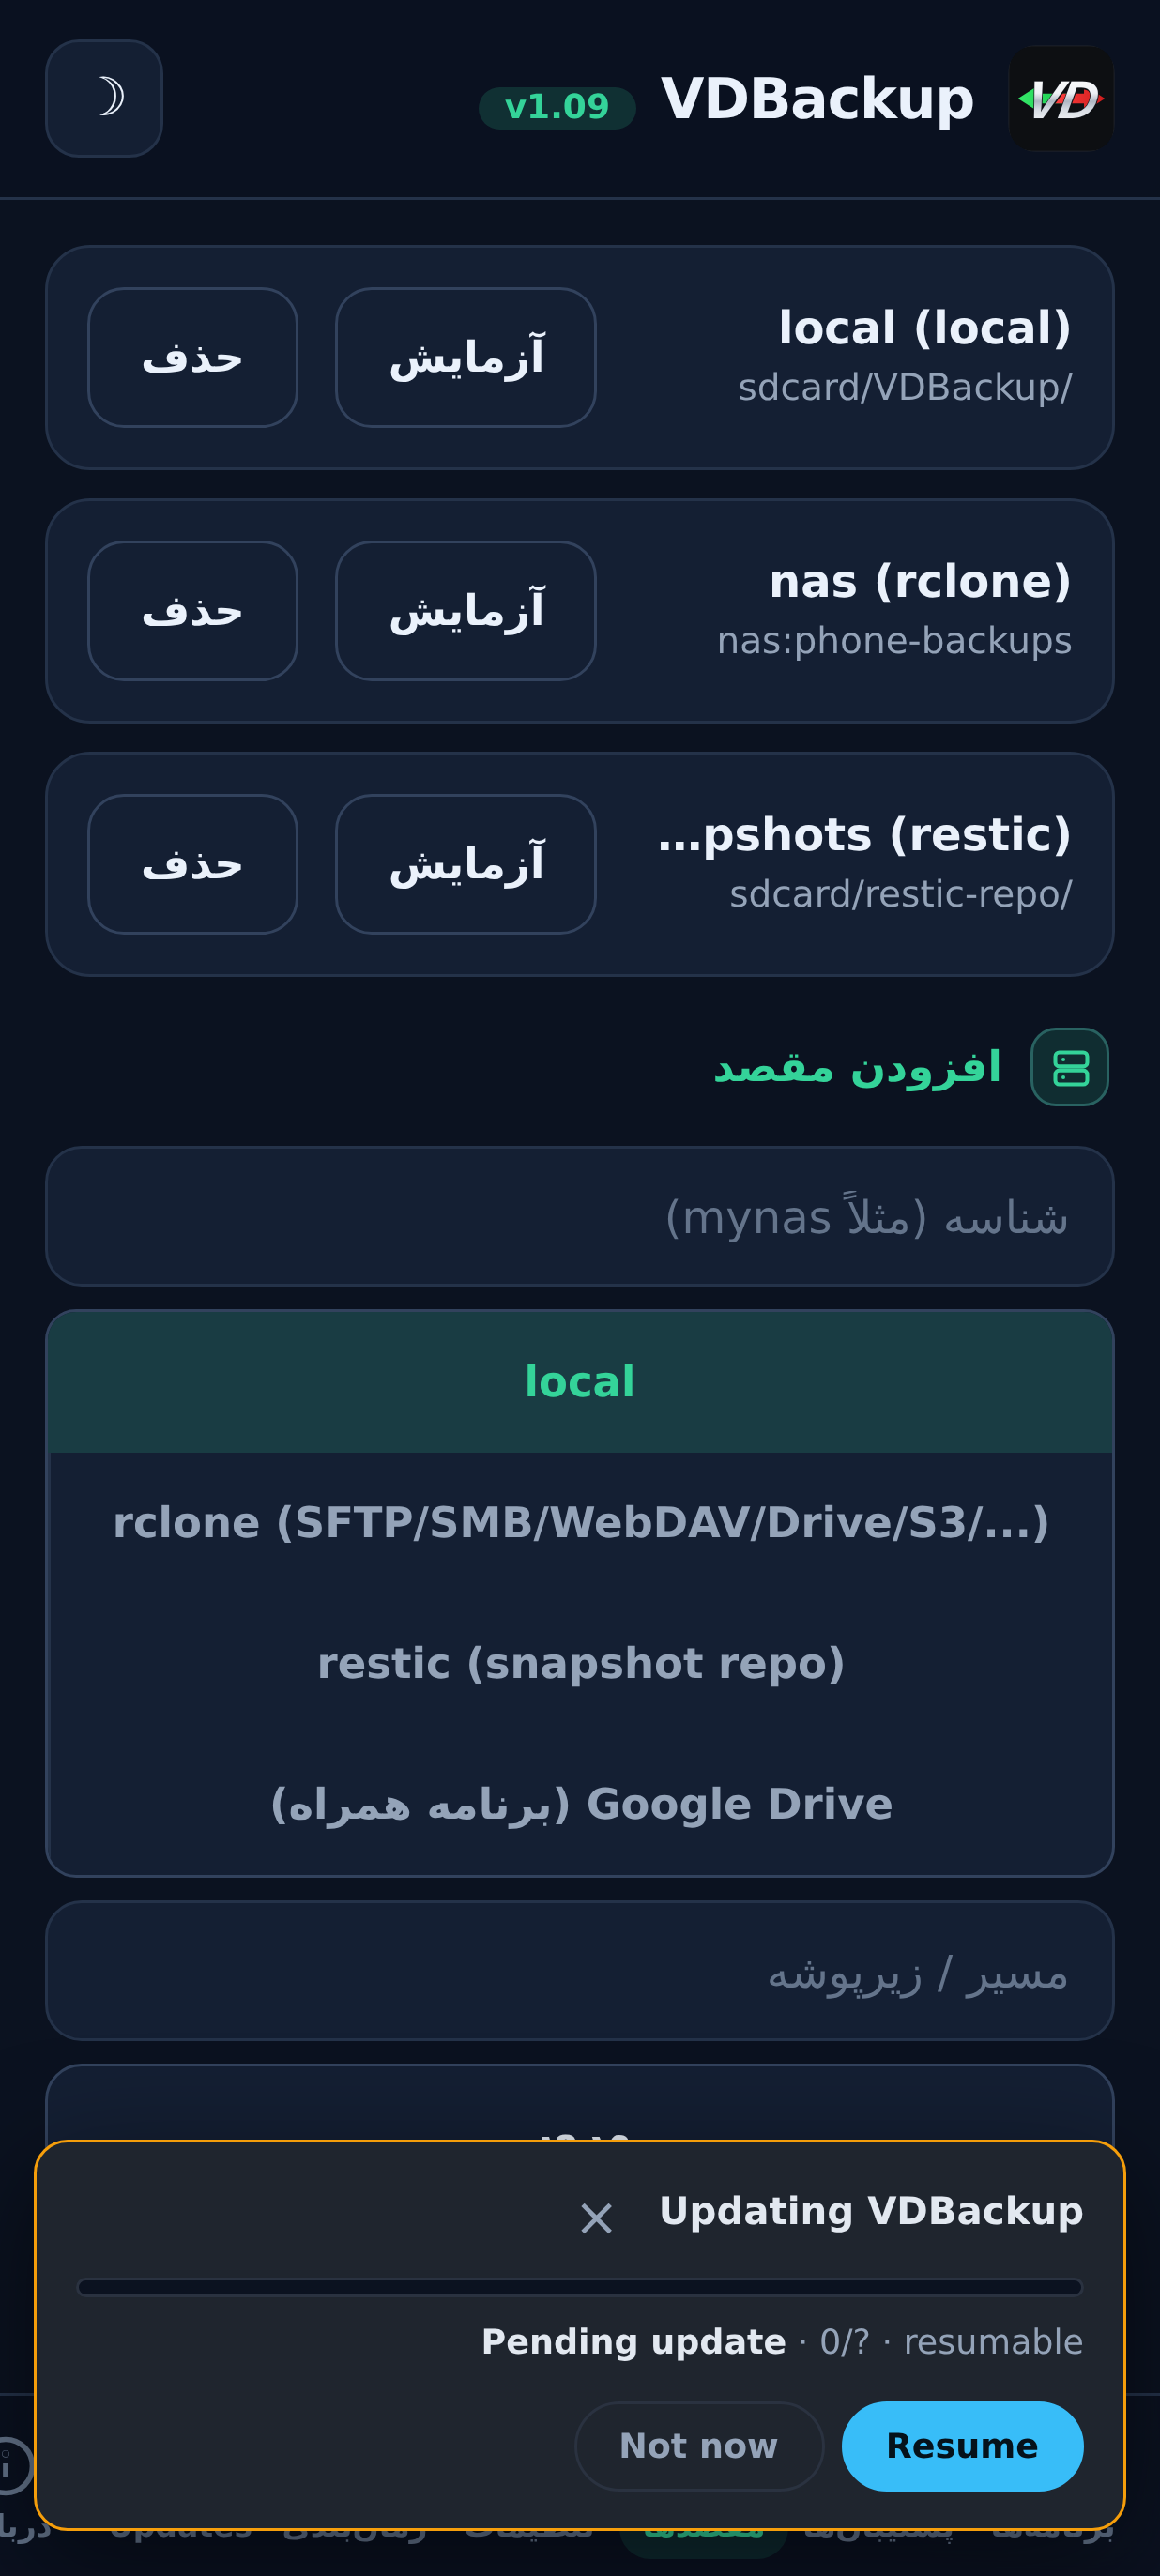 VD VDBackup v1.09
local (local)
sdcard/VDBackup/
آزمایش
حذف
nas (rclone)
nas:phone-backups
آزمایش
حذف
...pshots (restic)
sdcard/restic-repo/
آزمایش
حذف
افزودن مقصد
شناسه (مثلاً mynas)
local
rclone (SFTP/SMB/WebDAV/Drive/S3/...)
restic (snapshot repo)
Google Drive (برنامه همراه)
مسیر / زیرپوشه
Updating VDBackup ×
Pending update · 0/? · resumable
Resume
Not now